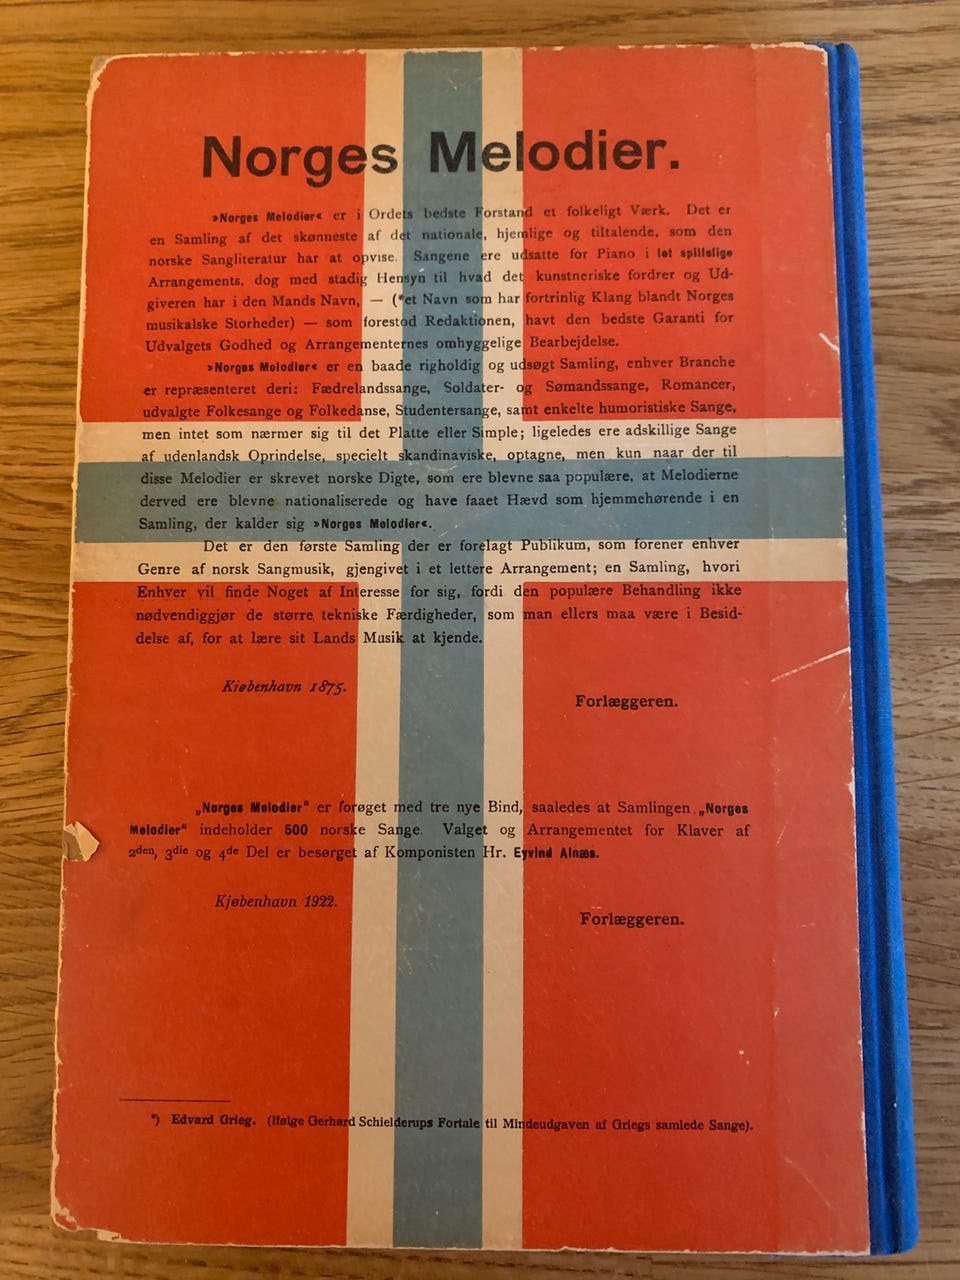 Norges Melodier.
»Norges Melodier« er i Ordets bedste Forstand et folkeligt Værk. Det er
en Samling af det skønneste af det nationale, hjemlige og tiltalende, som den
norske Sangliteratur har at opvise. Sangene ere udsatte for Piano i let spillelige
Arrangements, dog med stadig Hensyn til hvad det kunstneriske fordrer og Ud-
giveren har i den Mands Navn, — (*et Navn som har fortrinlig Klang blandt Norges
musikalske Storheder) — som forestod Redaktionen, havt den bedste Garanti for
Udvalgets Godhed og Arrangementernes omhyggelige Bearbejdelse.
»Norges Melodier« er en baade righoldig og udsøgt Samling, enhver Branche
er repræsenteret deri: Fædrelandssange, Soldater- og Sømandssange, Romancer,
udvalgte Folkesange og Folkedanse, Studentersange, samt enkelte humoristiske Sange,
men intet som nærmer sig til det Platte eller Simple; ligeledes ere adskillige Sange
af udenlandsk Oprindelse, specielt skandinaviske, optagne, men kun naar der til
disse Melodier er skrevet norske Digte, som ere blevne saa populære, at Melodierne
derved ere blevne nationaliserede og have faaet Hævd som hjemmehørende i en
Samling, der kalder sig »Norges Melodier«.
Det er den første Samling der er forelagt Publikum, som forener enhver
Genre af norsk Sangmusik, gjengivet i et lettere Arrangement; en Samling, hvori
Enhver vil finde Noget af Interesse for sig, fordi den populære Behandling ikke
nødvendiggjør de større tekniske Færdigheder, som man ellers maa være i Besid-
delse af, for at lære sit Lands Musik at kjende.
Kiøbenhavn 1875.
Forlæggeren.
„Norges Melodier" er forøget med tre nye Bind, saaledes at Samlingen „Norges
Melodier" indeholder 500 norske Sange. Valget og Arrangementet for Klaver af
2den, 3die og 4de Del er besørget af Komponisten Hr. Eyvind Alnæs.
Kjøbenhavn 1922.
Forlæggeren.
*) Edvard Grieg. (Ifølge Gerhard Schielderups Fortale til Mindeudgaven af Griegs samlede Sange).